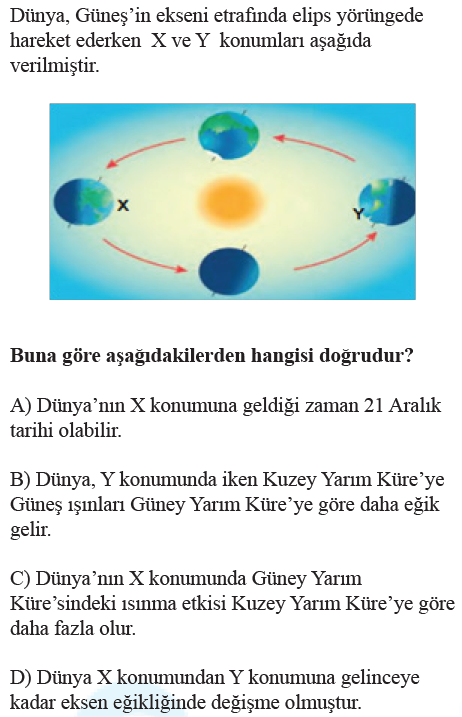 Dünya, Güneş’in ekseni etrafında elips yörüngede
hareket ederken X ve Y konumları aşağıda
verilmiştir.
X
Y
Buna göre aşağıdakilerden hangisi doğrudur?
A) Dünya’nın X konumuna geldiği zaman 21 Aralık
tarihi olabilir.
B) Dünya, Y konumunda iken Kuzey Yarım Küre’ye
Güneş ışınları Güney Yarım Küre’ye göre daha eğik
gelir.
C) Dünya’nın X konumunda Güney Yarım
Küre’sindeki ısınma etkisi Kuzey Yarım Küre’ye göre
daha fazla olur.
D) Dünya X konumundan Y konumuna gelinceye
kadar eksen eğikliğinde değişme olmuştur.